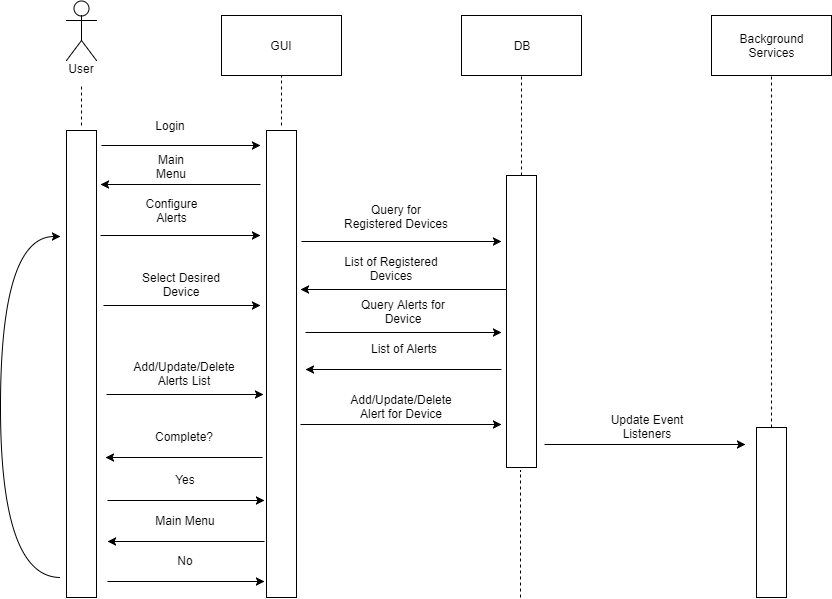 User
GUI
DB
Background
Services
Login
Main
Menu
Configure
Alerts
Query for
Registered Devices
List of Registered
Devices
Select Desired
Device
Query Alerts for
Device
List of Alerts
Add/Update/Delete
Alerts List
Add/Update/Delete
Alert for Device
Update Event
Listeners
Complete?
Yes
Main Menu
No